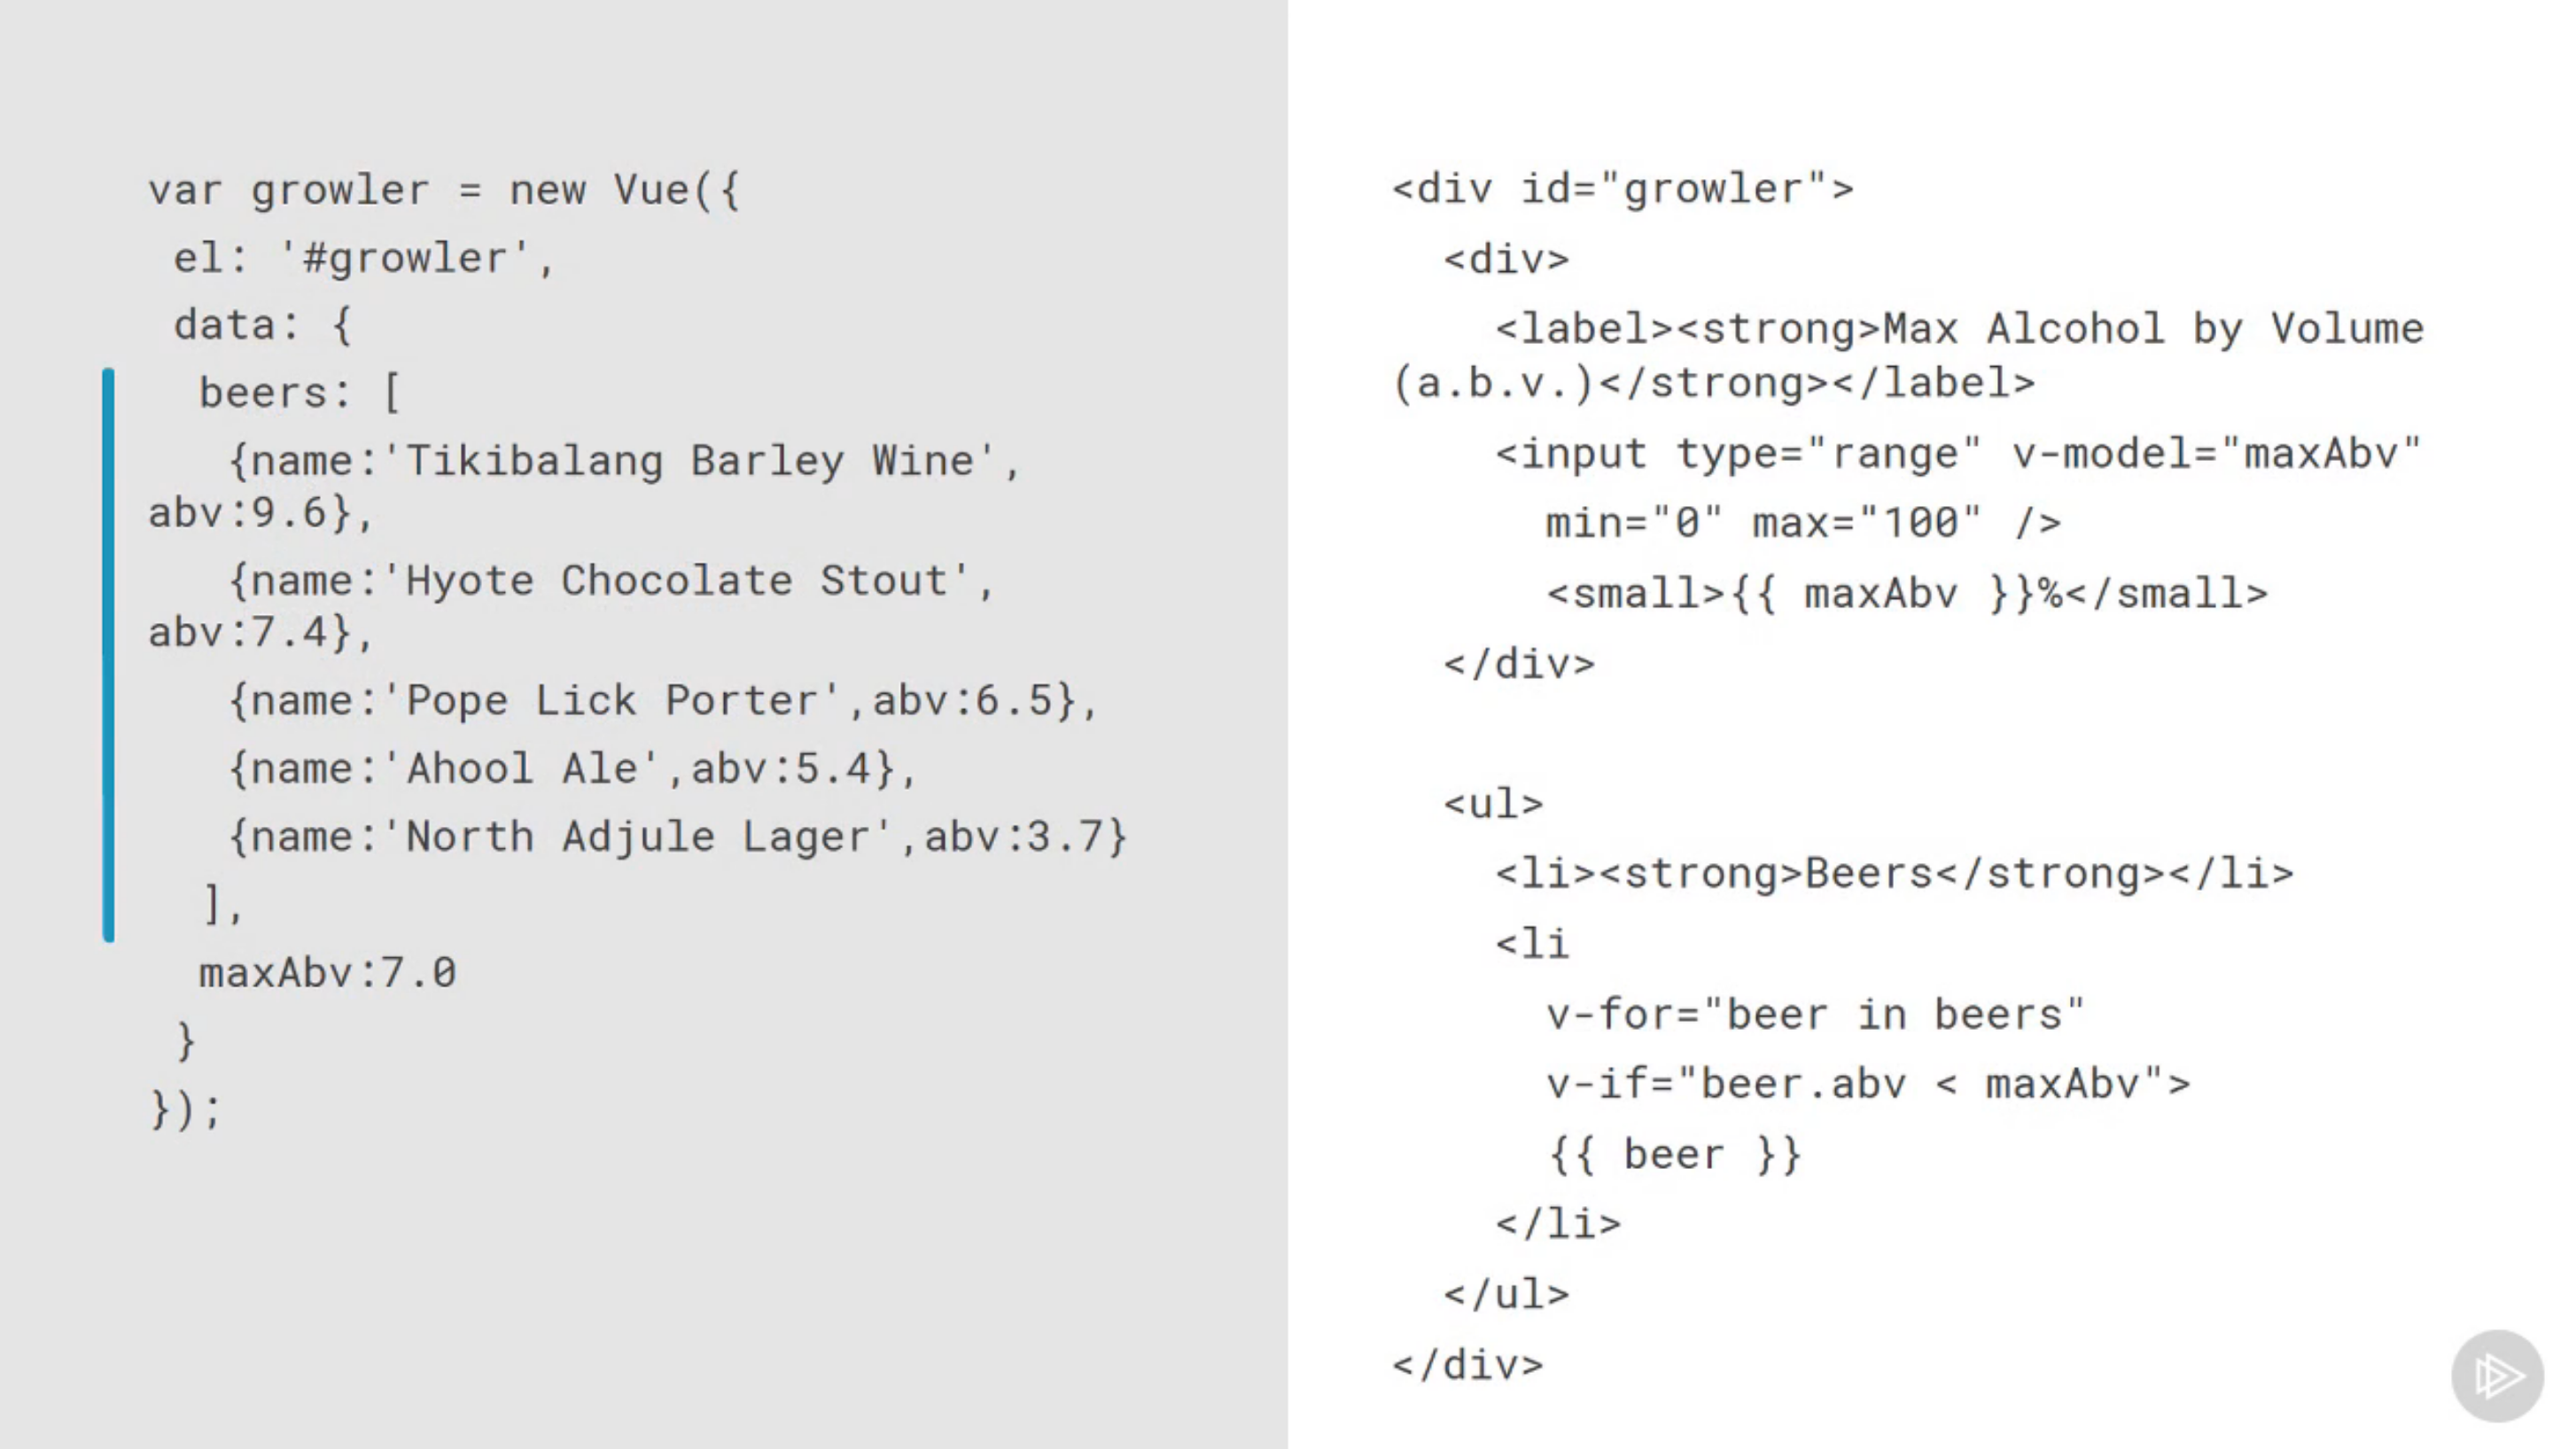 var growler = new Vue({
el: '#growler',
data: {
beers: [
{name:'Tikibalang Barley Wine',
abv:9.6},
{name:'Hyote Chocolate Stout',
abv:7.4},
{name:'Pope Lick Porter',abv:6.5},
{name:'Ahool Ale',abv:5.4},
{name:'North Adjule Lager',abv:3.7}
],
maxAbv:7.0
}
});
<div id="growler">
<div>
<label><strong>Max Alcohol by Volume
(a.b.v.)</strong></label>
<input type="range" v-model="maxAbv"
min="0" max="100" />
<small>{{ maxAbv }}%</small>
</div>
<ul>
<li><strong>Beers</strong></li>
<li
v-for="beer in beers"
v-if="beer.abv < maxAbv">
{{ beer }}
</li>
</ul>
</div>